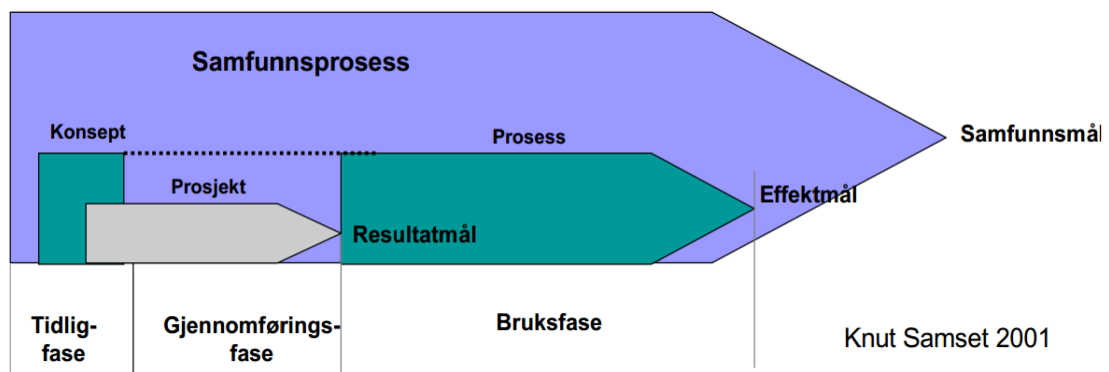 Samfunnsprosess
Samfunnsmål
Konsept
Prosess
Prosjekt
Effektmål
Resultatmål
Tidlig-
fase
Gjennomførings-
fase
Bruksfase
Knut Samset 2001